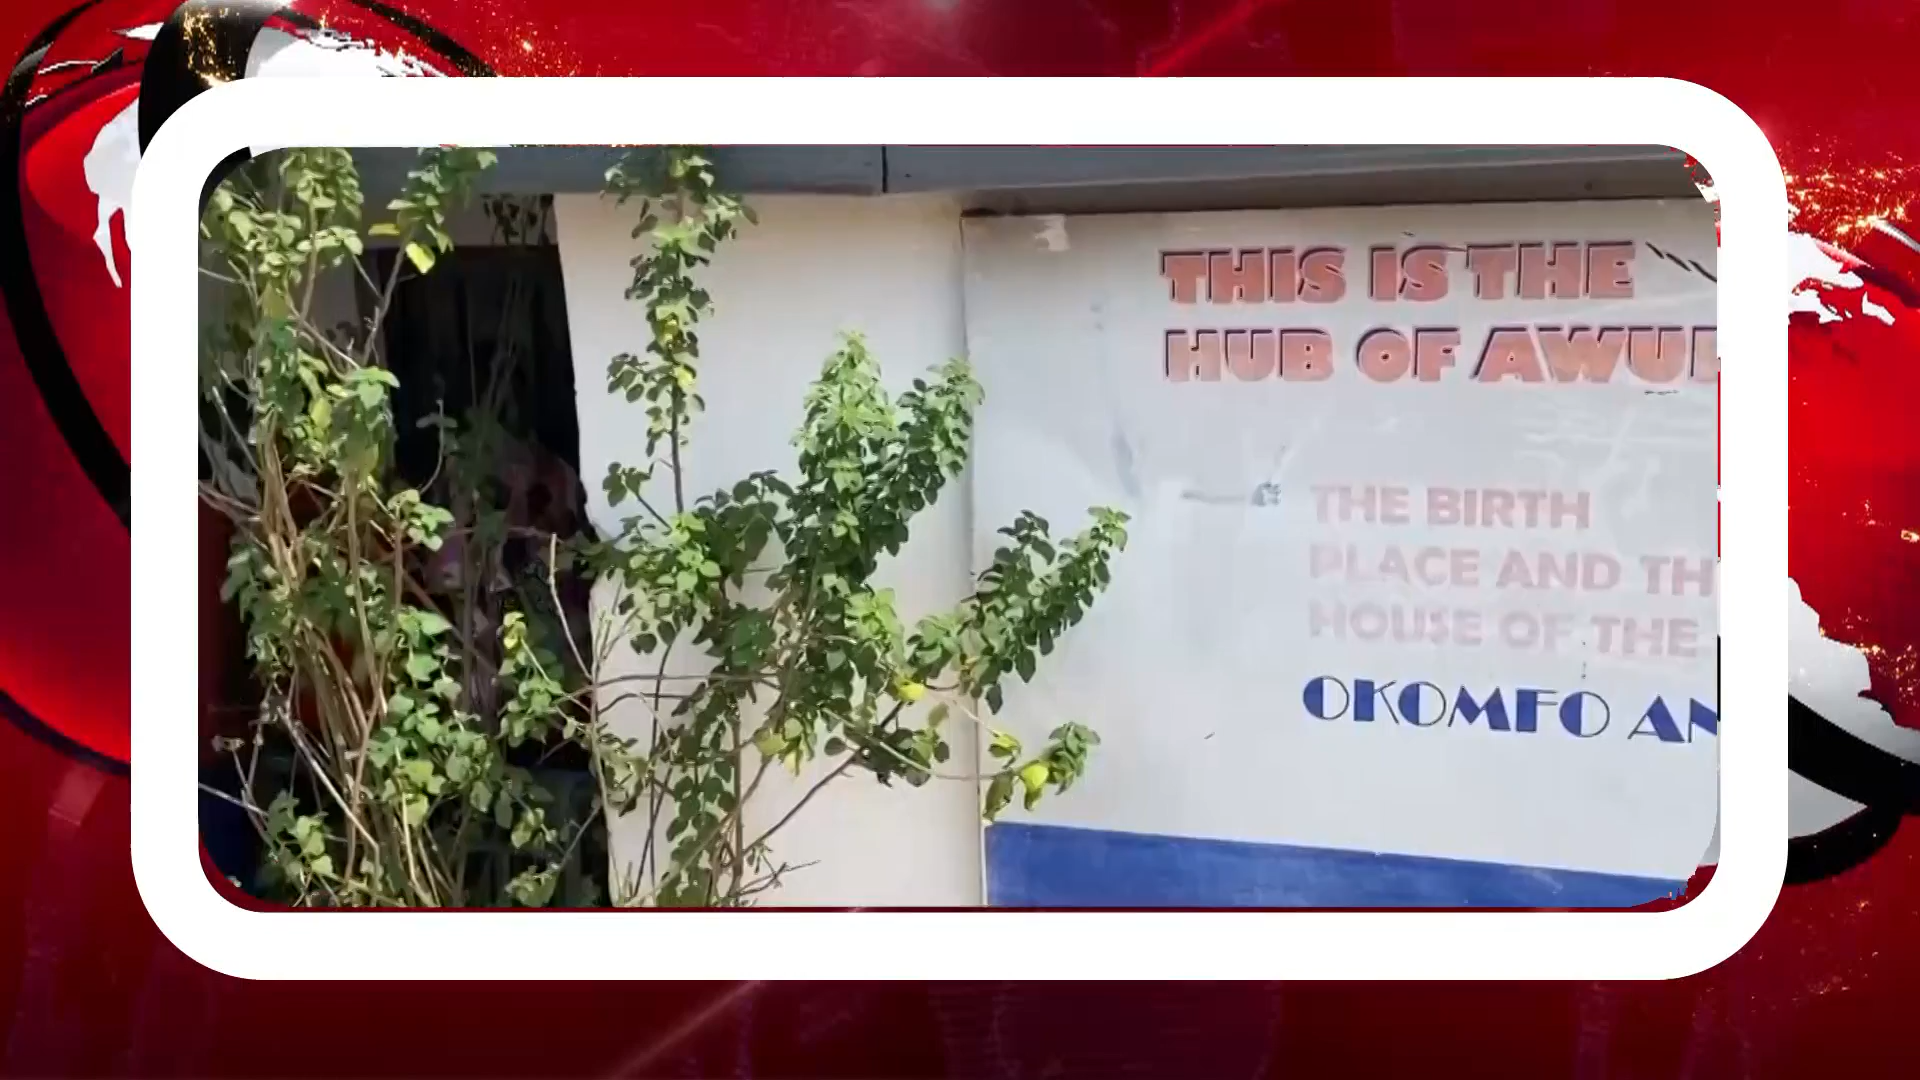 THIS IS THE
HUB OF AWU
THE BIRTH
PLACE AND TH
HOUSE OF THE
OKOMFO AN